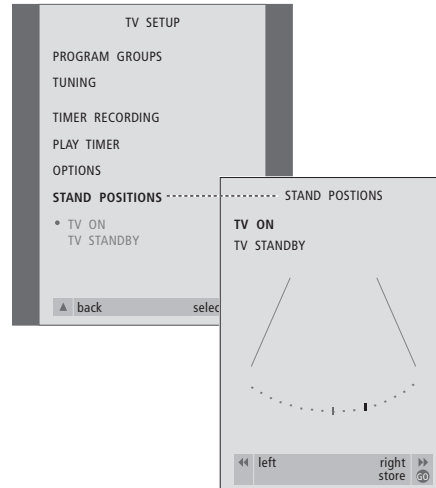 TV SETUP
PROGRAM GROUPS
TUNING
TIMER RECORDING
PLAY TIMER
OPTIONS
STAND POSITIONS
• TV ON
TV STANDBY
▲ back
STAND POSTIONS
TV ON
TV STANDBY
left right
store GO